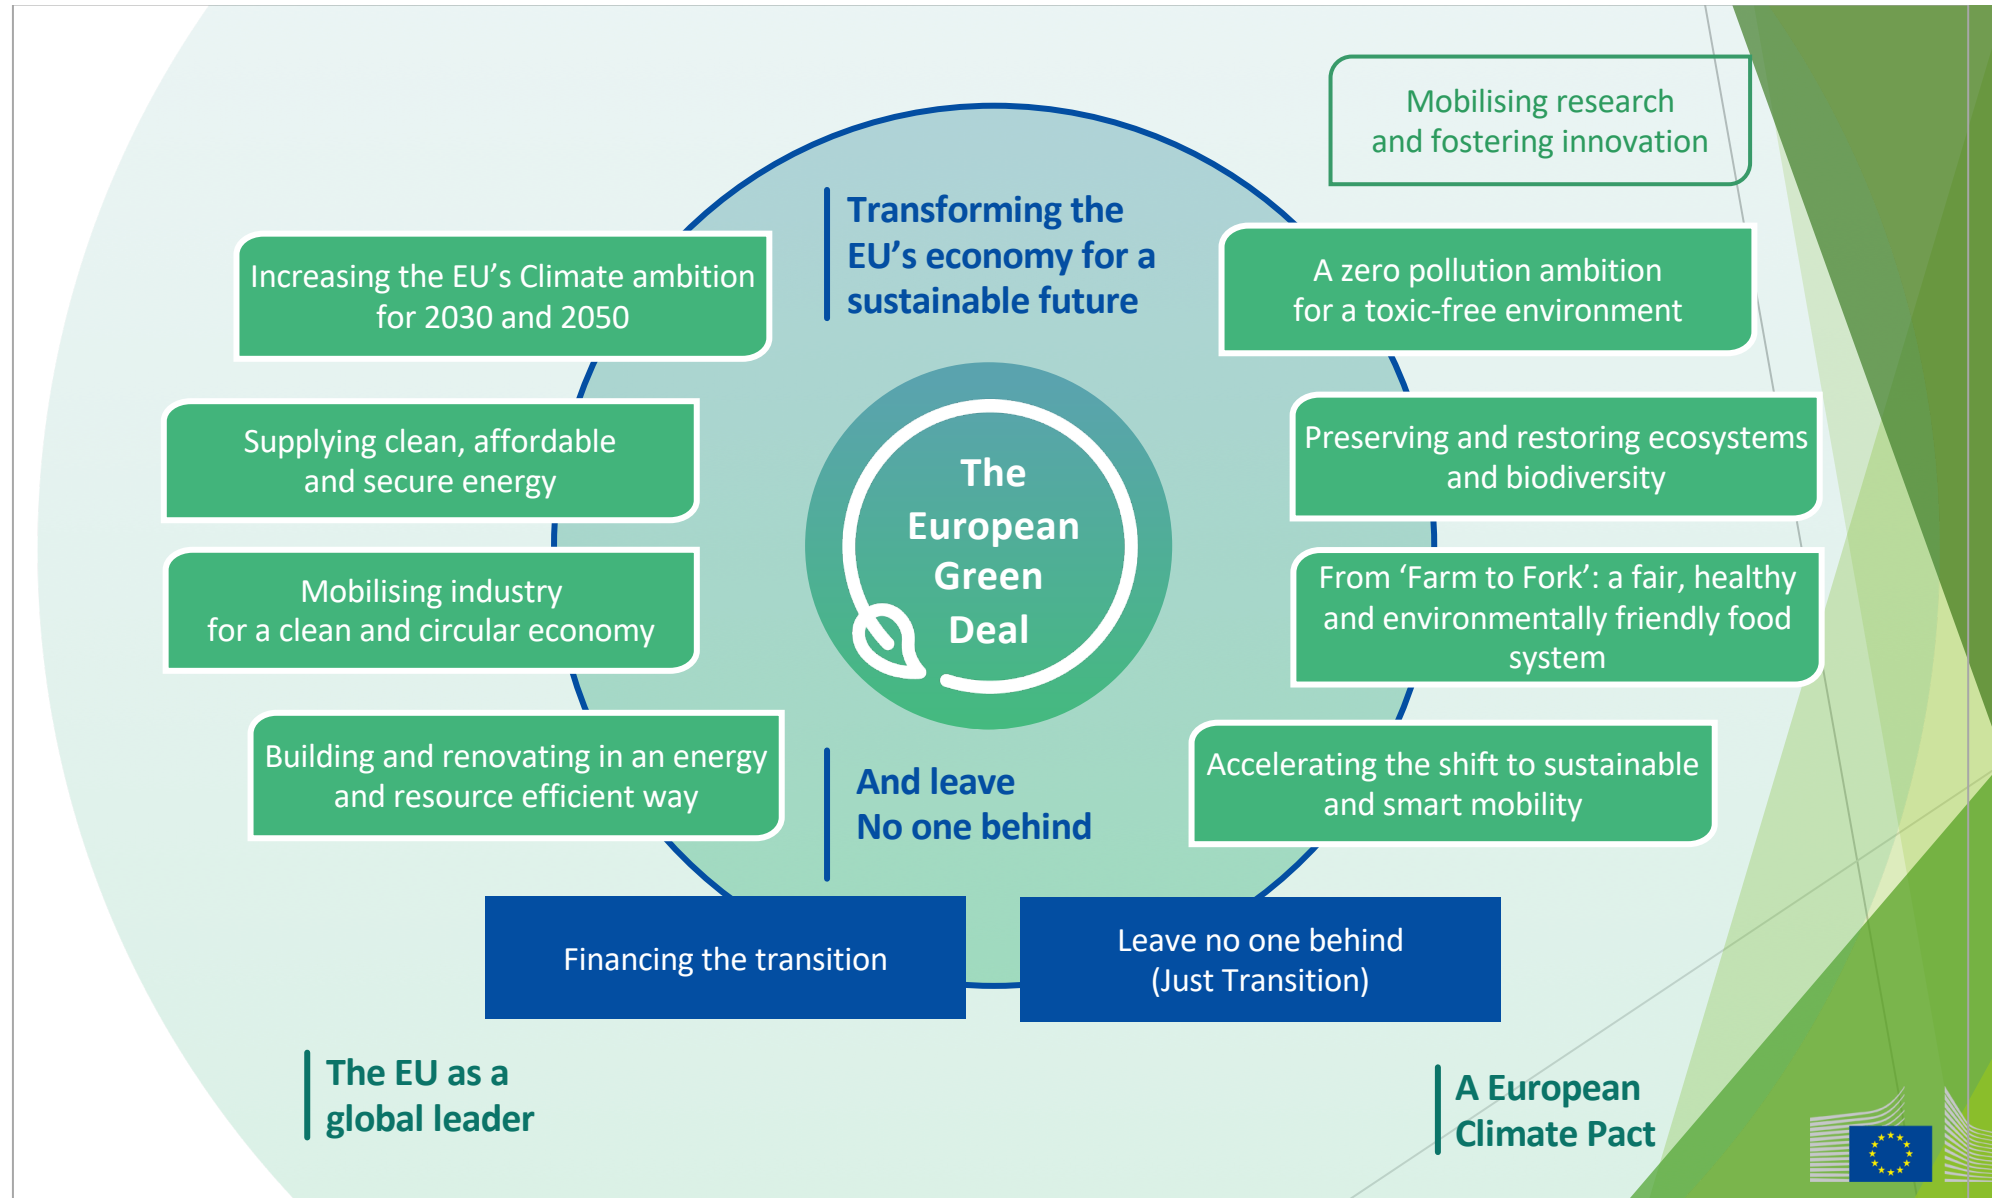 Mobilising research
and fostering innovation
Transforming the
EU’s economy for a
sustainable future
Increasing the EU’s Climate ambition
for 2030 and 2050
A zero pollution ambition
for a toxic-free environment
Supplying clean, affordable
and secure energy
Preserving and restoring ecosystems
and biodiversity
The
European
Green
Deal
Mobilising industry
for a clean and circular economy
From ‘Farm to Fork’: a fair, healthy
and environmentally friendly food
system
Building and renovating in an energy
and resource efficient way
Accelerating the shift to sustainable
and smart mobility
And leave
No one behind
Financing the transition
Leave no one behind
(Just Transition)
The EU as a
global leader
A European
Climate Pact